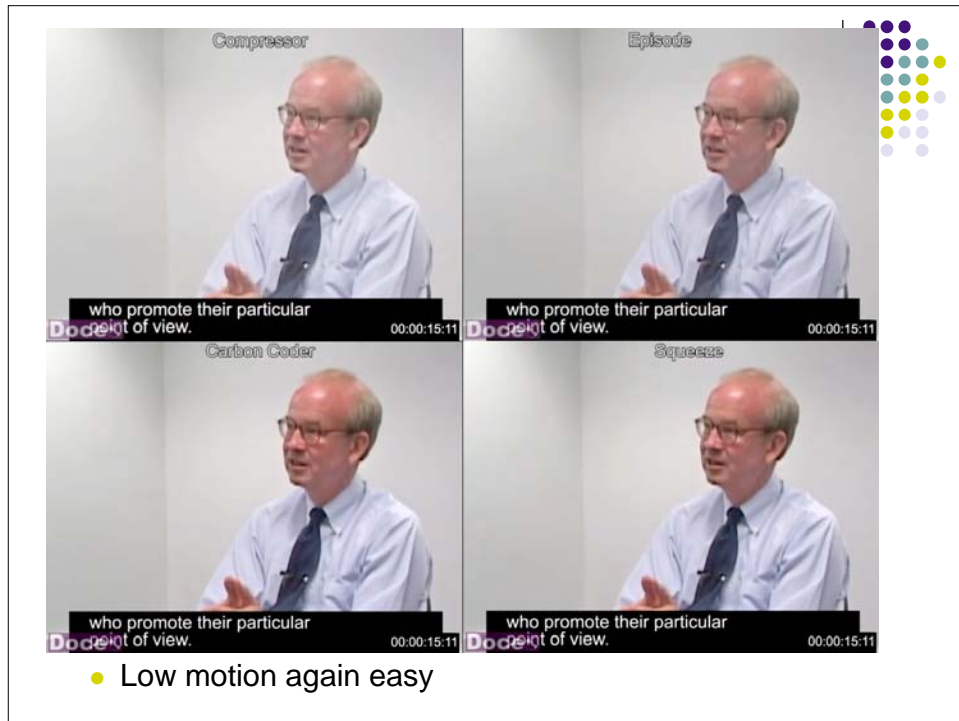 Compressor
Episode
who promote their particular
point of view.
00:00:15:11
who promote their particular
point of view.
00:00:15:11
Carbon Coder
Squeeze
who promote their particular
point of view.
00:00:15:11
who promote their particular
point of view.
00:00:15:11
Low motion again easy